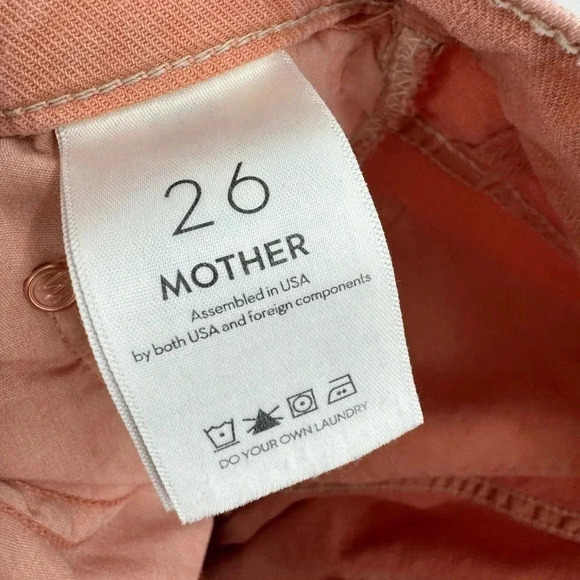 26
MOTHER
Assembled in USA
by both USA and foreign components
DO YOUR OWN LAUNDRY